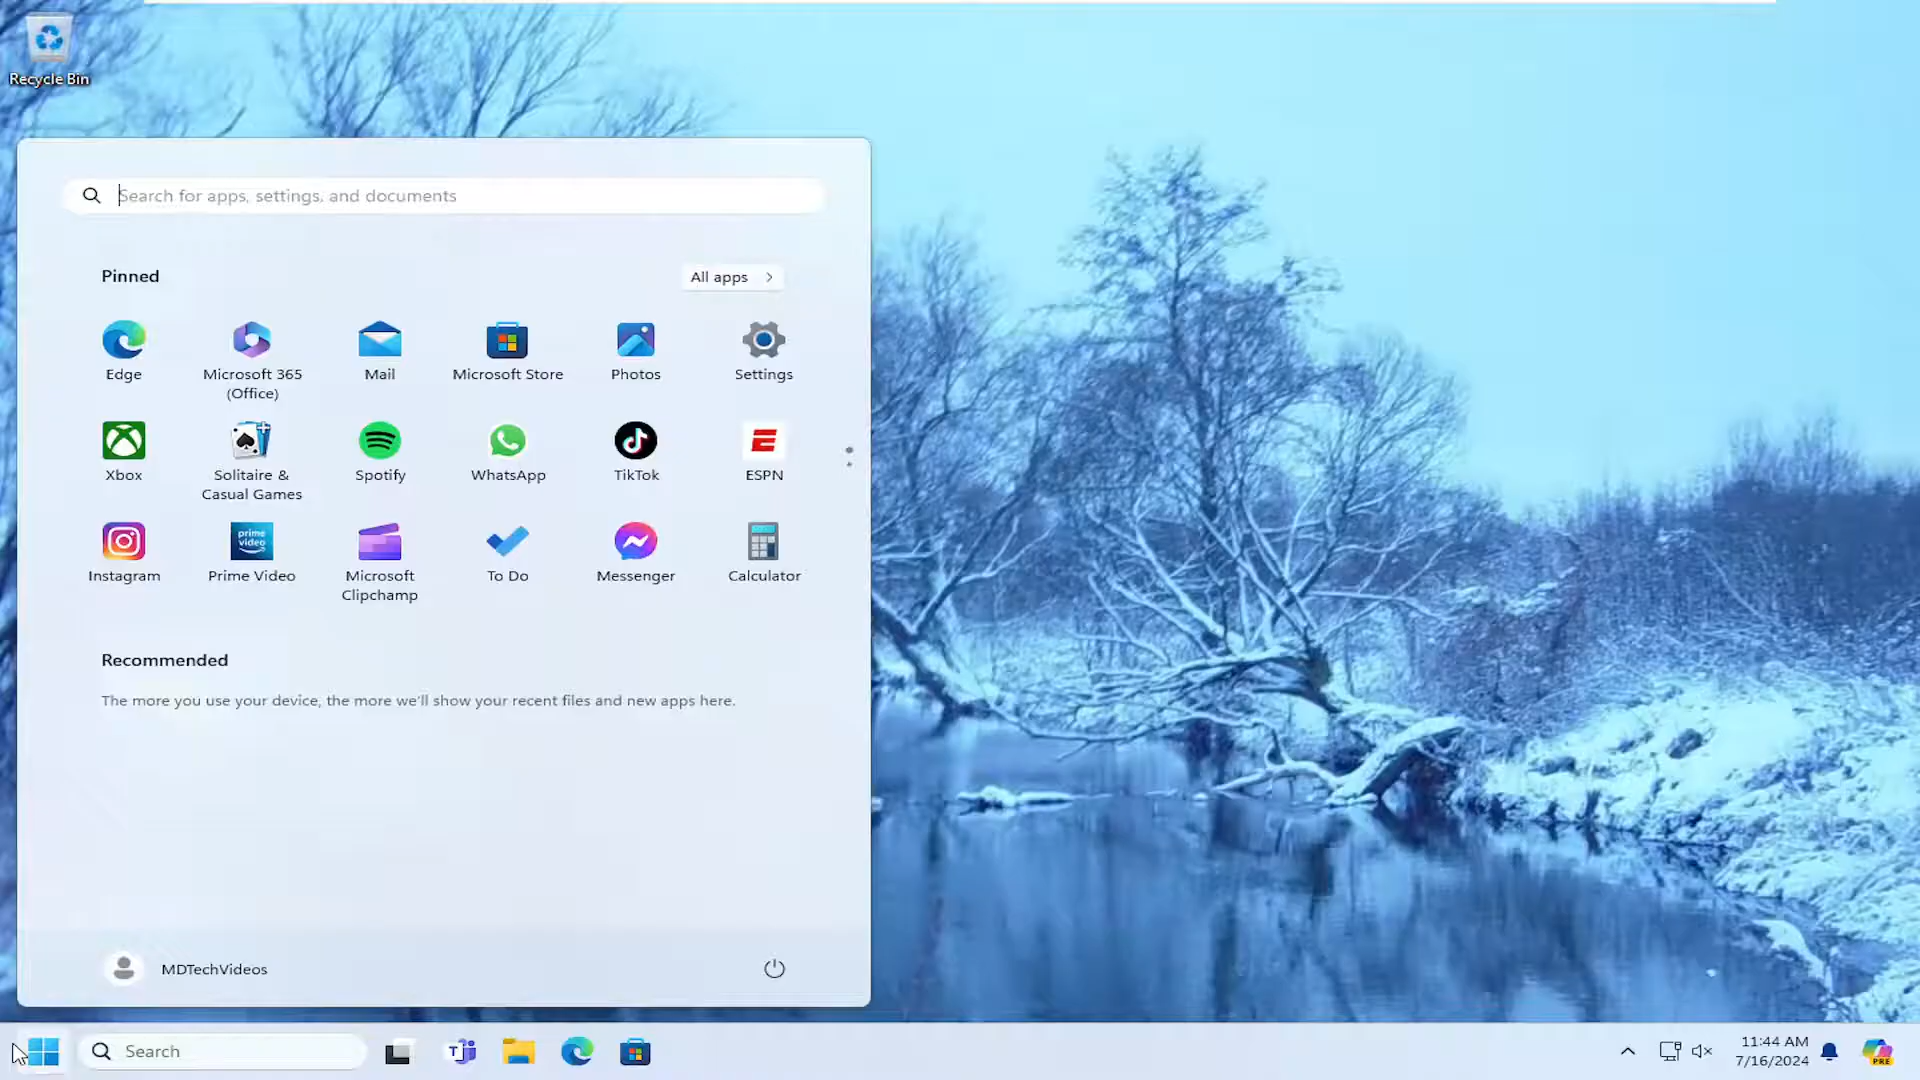 Recycle Bin
Search for apps, settings, and documents
Pinned
All apps
Edge
Microsoft 365
(Office)
Mail
Microsoft Store
Photos
Settings
Xbox
Solitaire &
Casual Games
Spotify
WhatsApp
TikTok
ESPN
prime
video
Instagram
Prime Video
Microsoft
Clipchamp
To Do
Messenger
Calculator
Recommended
The more you use your device, the more we'll show your recent files and new apps here.
MDTechVideos
Search
11:44 AM
7/16/2024
PRE